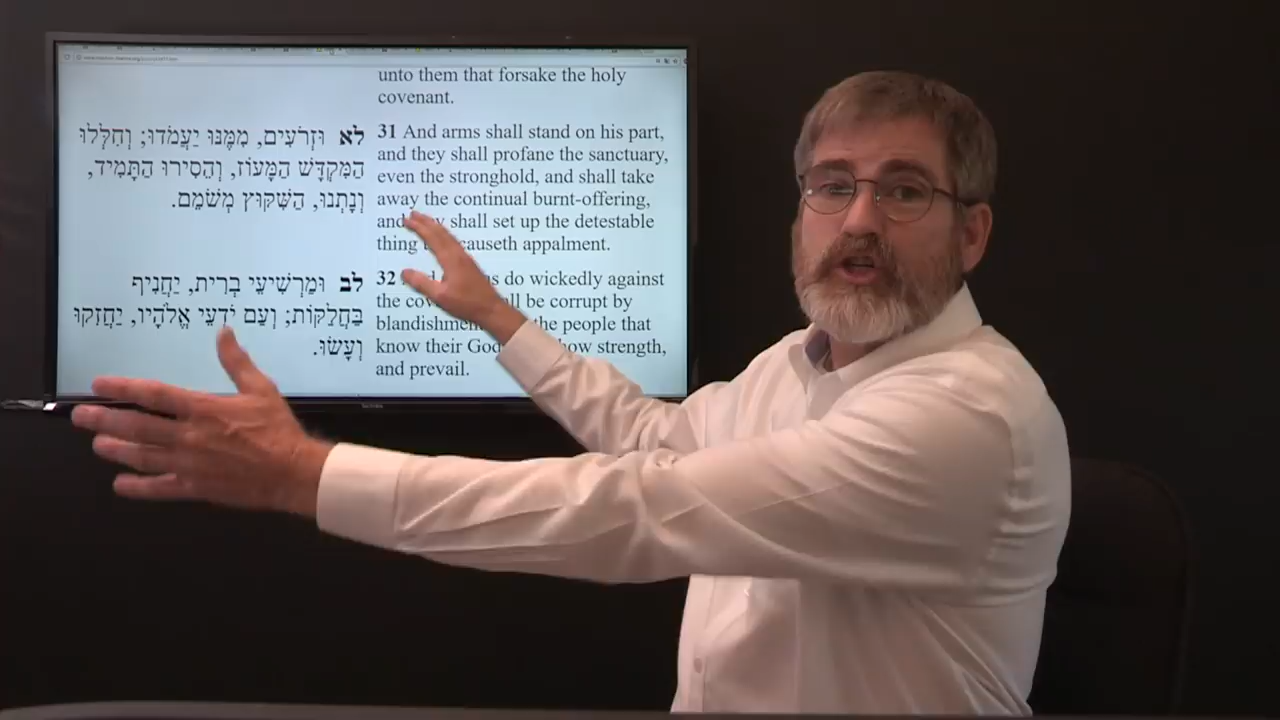 unto them that forsake the holy
covenant.
לא וּזְרֹעִים, מִמֶּנּוּ יַעֲמֹדוּ; וְחִלְּלוּ
הַמִּקְדָּשׁ הַמָּעוֹז, וְהֵסִירוּ הַתָּמִיד,
וְנָתְנוּ, הַשִּׁקּוּץ מְשֹׁמֵם.
31 And arms shall stand on his part,
and they shall profane the sanctuary,
even the stronghold, and shall take
away the continual burnt-offering,
and shall set up the detestable
thing causeth appalment.
לב וּמַרְשִׁיעֵי בְרִית, יַחֲנִיף
בַּחֲלַקּוֹת; וְעַם יֹדְעֵי אֱלֹהָיו, יַחֲזִקוּ
וְעָשׂוּ.
32 do wickedly against
the be corrupt by
the people that
know their God strength,
and prevail.